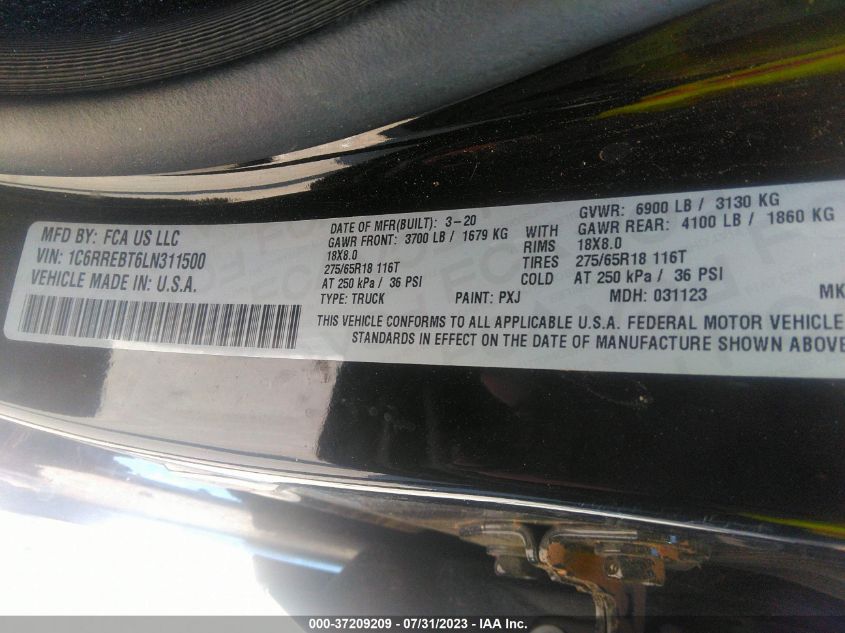 MFD BY: FCA US LLC
VIN: 1C6RREBT6LN311500
VEHICLE MADE IN: U.S.A.
DATE OF MFR(BUILT): 3-20
GVWR: 6900 LB / 3130 KG
GAWR FRONT: 3700 LB / 1679 KG WITH GAWR REAR: 4100 LB / 1860 KG
18X8.0 RIMS 18X8.0
275/65R18 116T TIRES 275/65R18 116T
AT 250 kPa / 36 PSI COLD AT 250 kPa / 36 PSI
TYPE: TRUCK PAINT: PXJ MDH: 031123 MK
THIS VEHICLE CONFORMS TO ALL APPLICABLE U.S.A. FEDERAL MOTOR VEHICLE
STANDARDS IN EFFECT ON THE DATE OF MANUFACTURE SHOWN ABOVE
000-37209209 - 07/31/2023 - IAA Inc.